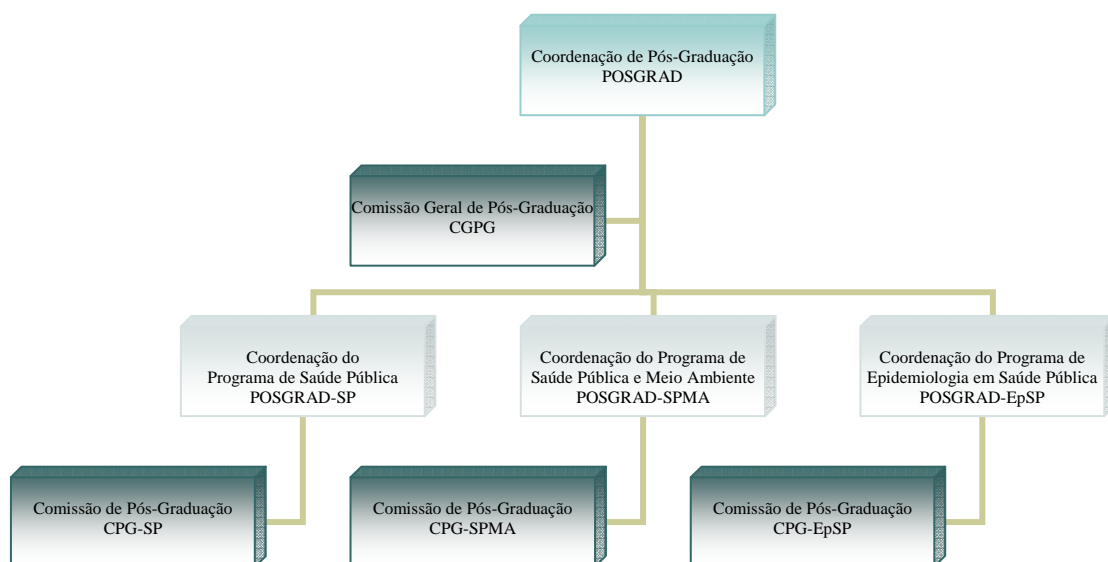 Coordenação de Pós-Graduação
POSGRAD
Comissão Geral de Pós-Graduação
CGPG
Coordenação do
Programa de Saúde Pública
POSGRAD-SP
Coordenação do Programa de
Saúde Pública e Meio Ambiente
POSGRAD-SPMA
Coordenação do Programa de
Epidemiologia em Saúde Pública
POSGRAD-EpSP
Comissão de Pós-Graduação
CPG-SP
Comissão de Pós-Graduação
CPG-SPMA
Comissão de Pós-Graduação
CPG-EpSP